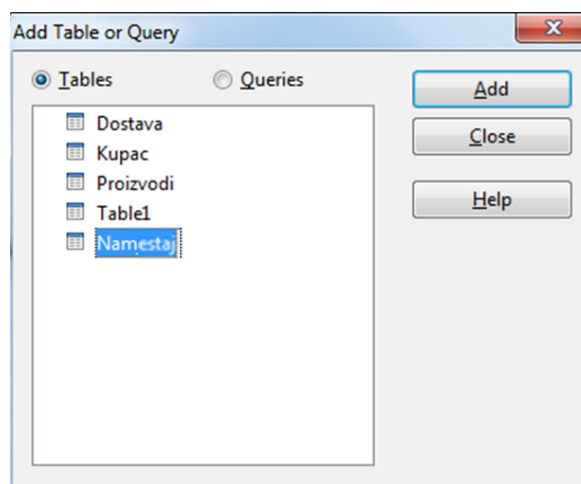 Add Table or Query
Tables
Queries
Add
Dostava
Close
Kupac
Proizvodi
Help
Table1
Namestaj